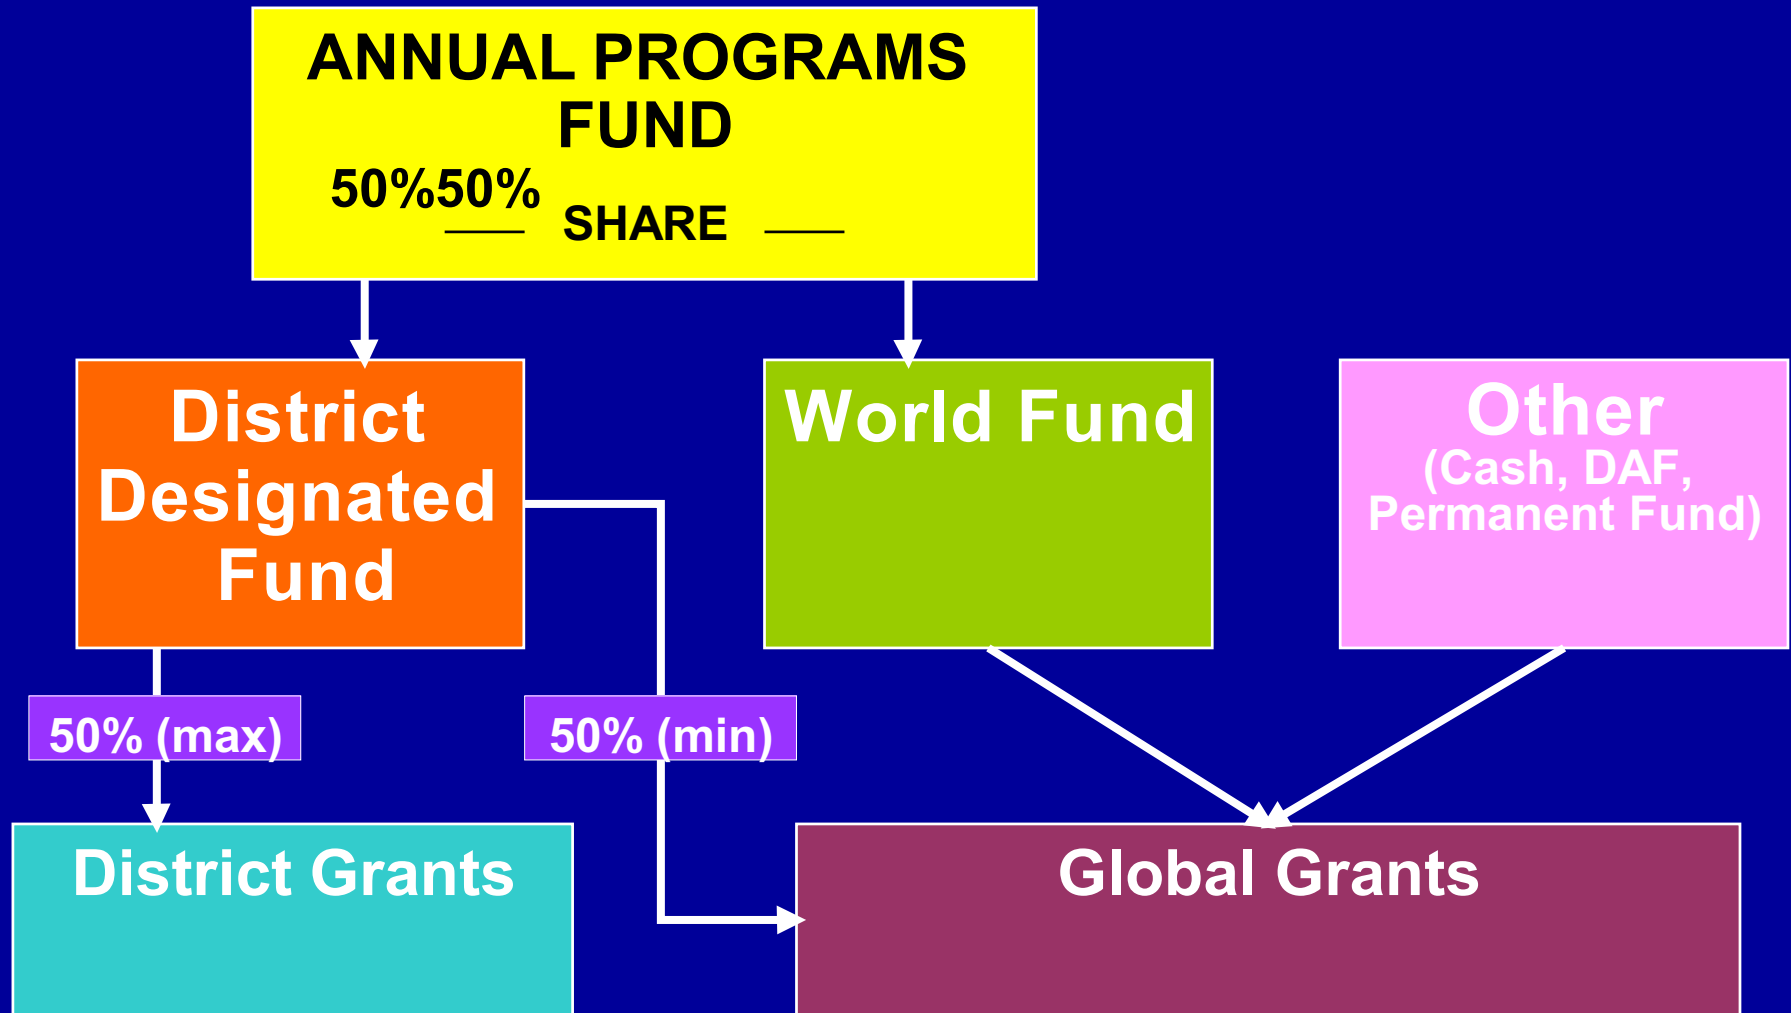 ANNUAL PROGRAMS
FUND
50%50%
SHARE
District
Designated
Fund
World Fund
Other
(Cash, DAF,
Permanent Fund)
50% (max)
50% (min)
District Grants
Global Grants